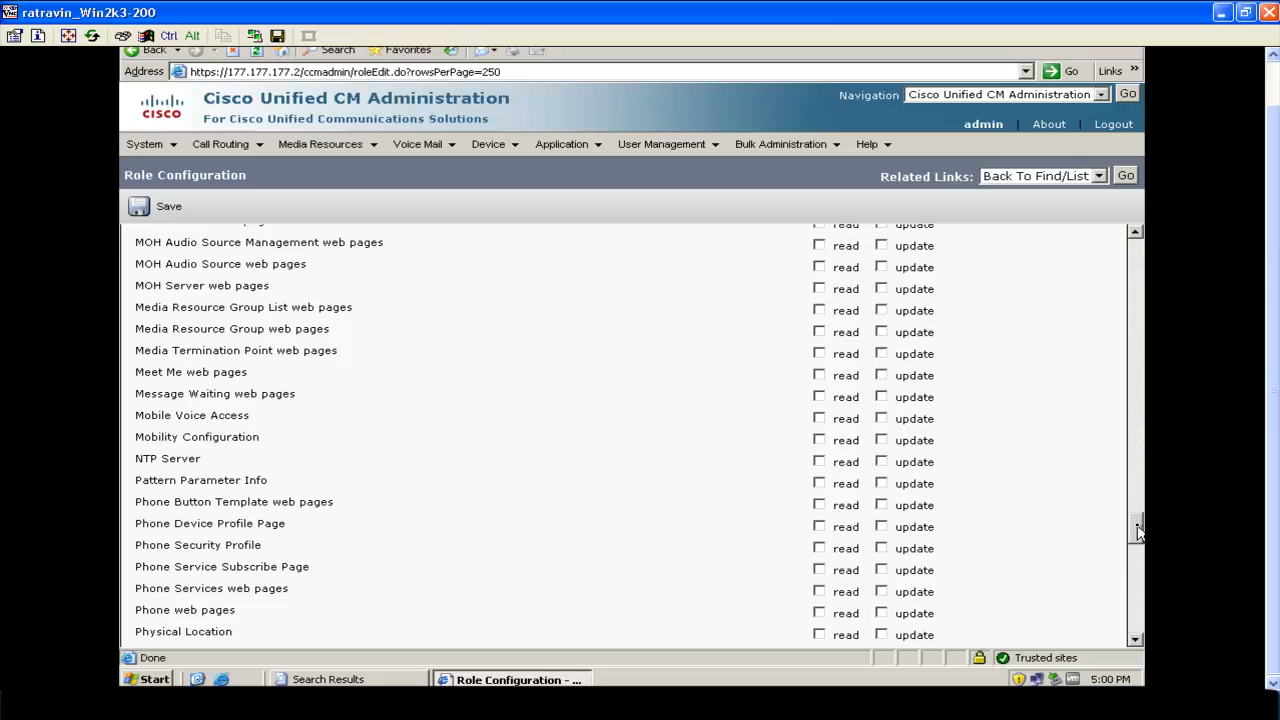 ratravin_Win2k3-200
Ctrl Alt
Back Search Favorites
Address https://177.177.177.2/ccmadmin/roleEdit.do?rowsPerPage=250 Go Links »
CISCO Cisco Unified CM Administration Navigation Cisco Unified CM Administration Go
For Cisco Unified Communications Solutions admin | About | Logout
System Call Routing Media Resources Voice Mail Device Application User Management Bulk Administration Help
Role Configuration Related Links: Back To Find/List Go
Save
read update
MOH Audio Source Management web pages read update
MOH Audio Source web pages read update
MOH Server web pages read update
Media Resource Group List web pages read update
Media Resource Group web pages read update
Media Termination Point web pages read update
Meet Me web pages read update
Message Waiting web pages read update
Mobile Voice Access read update
Mobility Configuration read update
NTP Server read update
Pattern Parameter Info read update
Phone Button Template web pages read update
Phone Device Profile Page read update
Phone Security Profile read update
Phone Service Subscribe Page read update
Phone Services web pages read update
Phone web pages read update
Physical Location read update
Done Trusted sites
Start Search Results Role Configuration - ... 5:00 PM